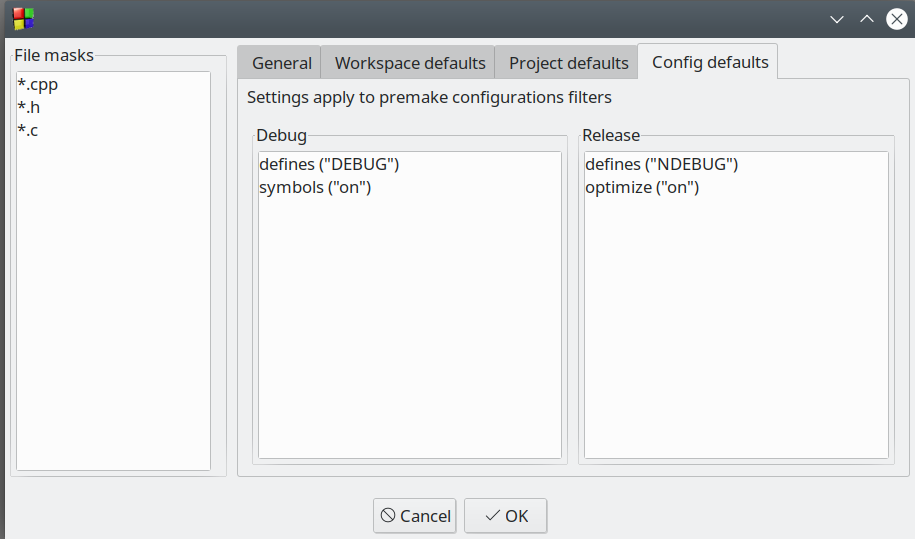 File masks
*.cpp
*.h
*.c
General
Workspace defaults
Project defaults
Config defaults
Settings apply to premake configurations filters
Debug
defines ("DEBUG")
symbols ("on")
Release
defines ("NDEBUG")
optimize ("on")
Cancel
OK